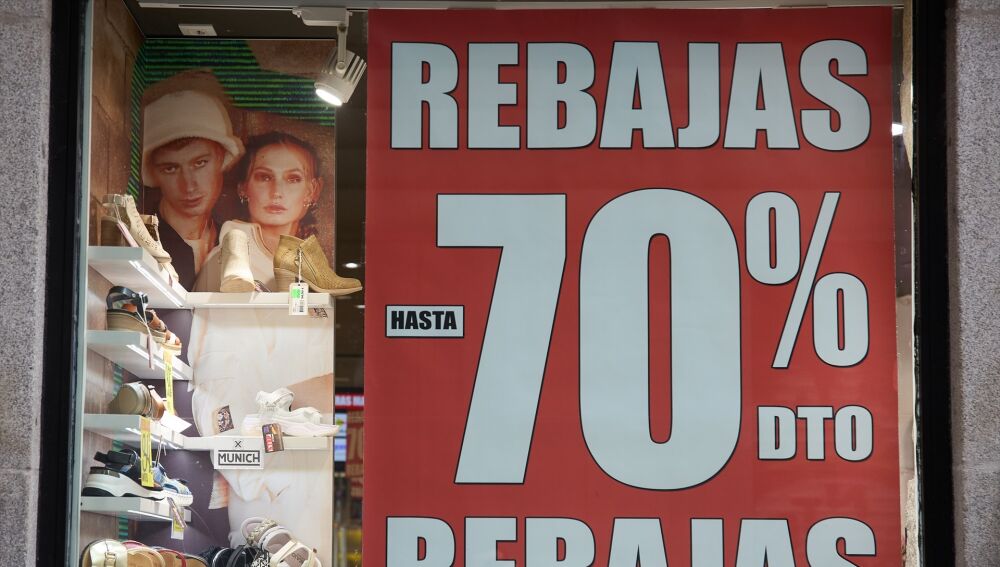 REBAJAS
HASTA
-70%
DTO
REBAJAS
MUNICH